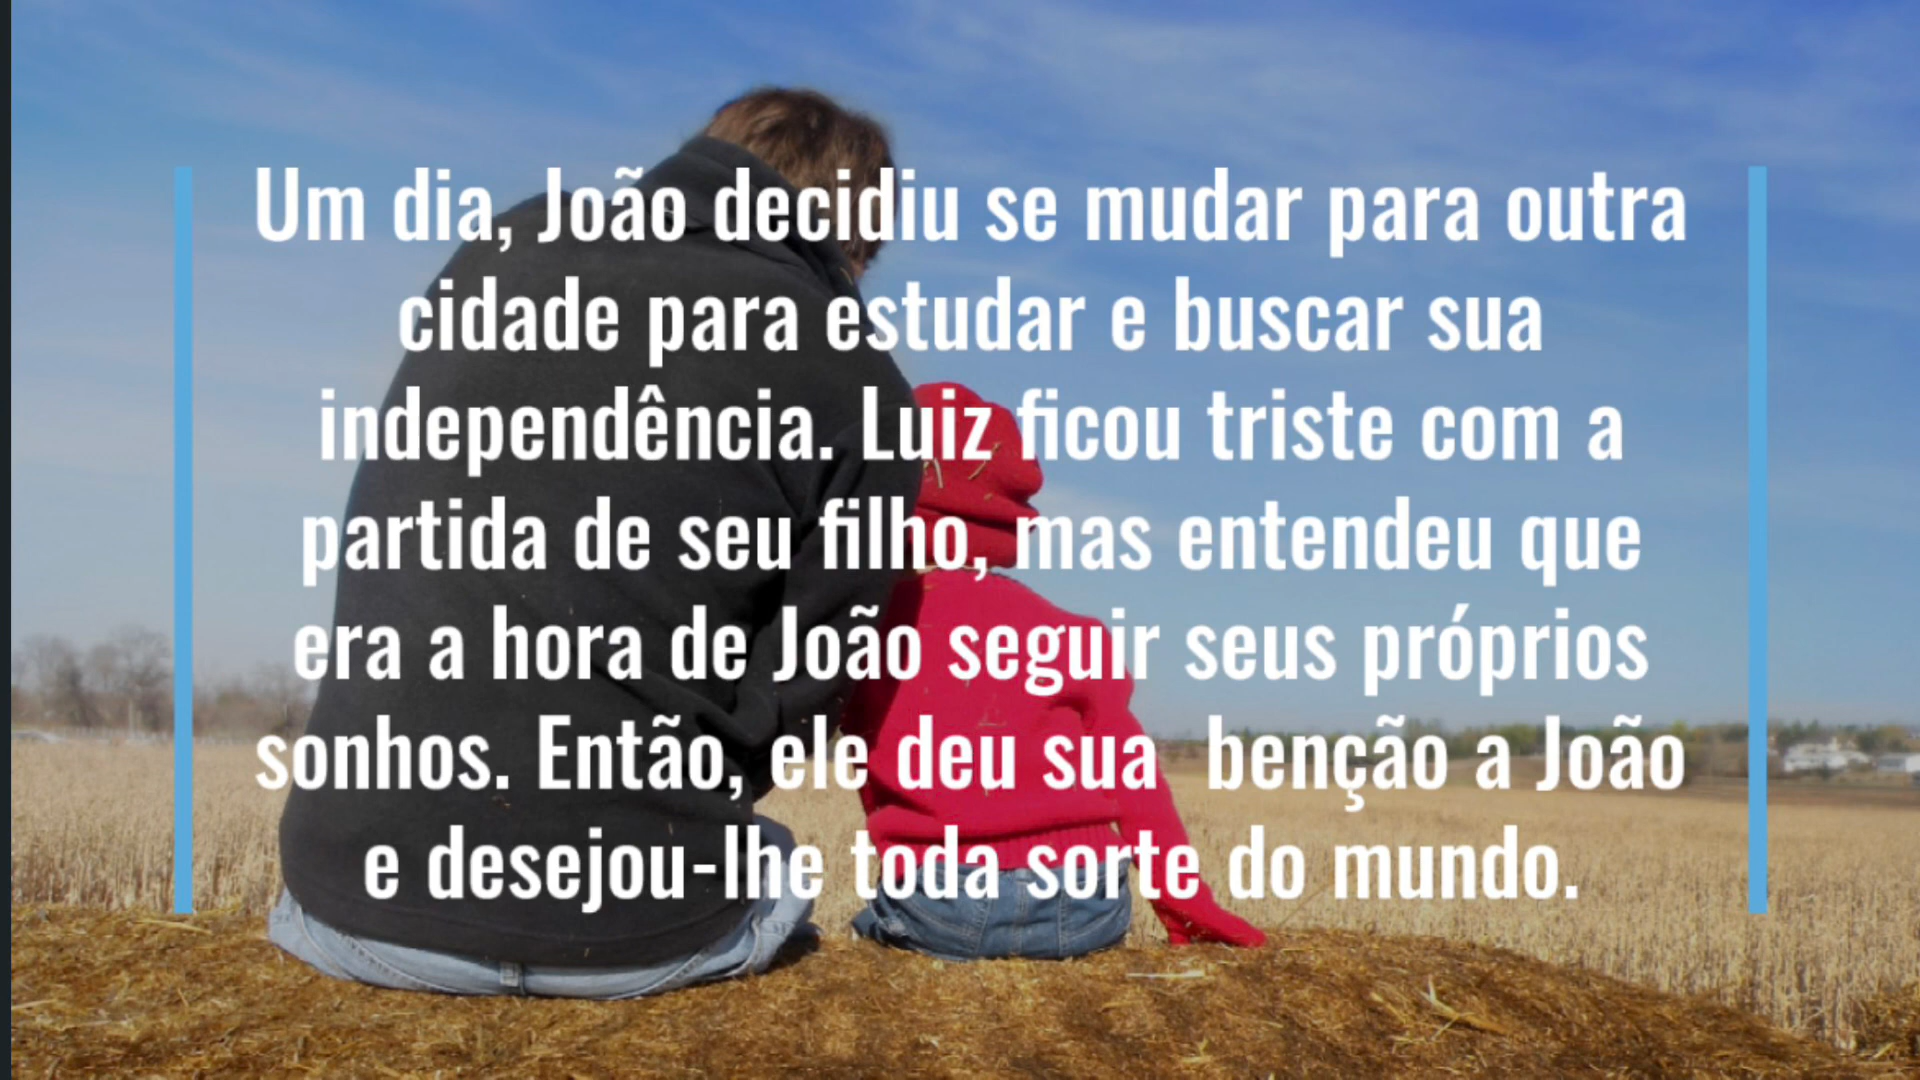 Um dia, João decidiu se mudar para outra
cidade para estudar e buscar sua
independência. Luiz ficou triste com a
partida de seu filho, mas entendeu que
era a hora de João seguir seus próprios
sonhos. Então, ele deu sua  benção a João
e desejou-lhe toda sorte do mundo.